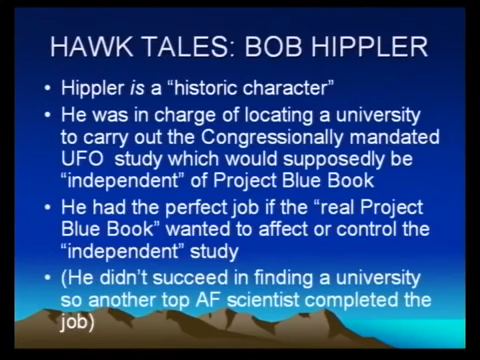 HAWK TALES: BOB HIPPLER
• Hippler is a “historic character”
• He was in charge of locating a university
to carry out the Congressionally mandated
UFO study which would supposedly be
“independent” of Project Blue Book
• He had the perfect job if the “real Project
Blue Book” wanted to affect or control the
“independent” study
• (He didn’t succeed in finding a university
so another top AF scientist completed the
job)